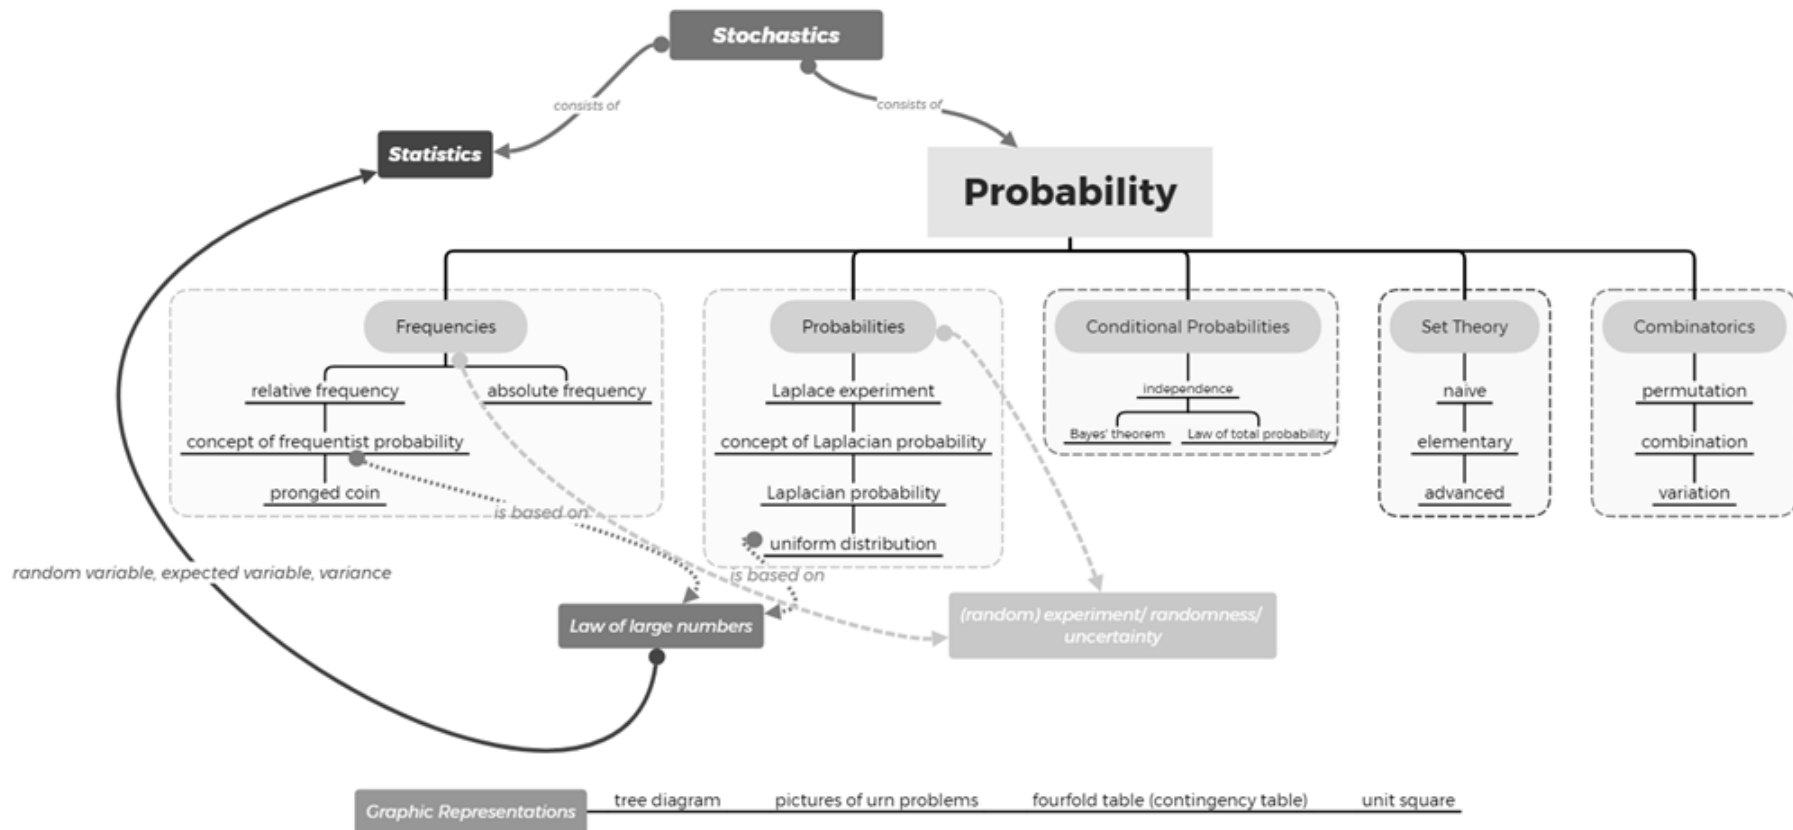 Stochastics
consists of
consists of
Statistics
Probability
Frequencies
Probabilities
Conditional Probabilities
Set Theory
Combinatorics
relative frequency
absolute frequency
Laplace experiment
independence
naive
permutation
concept of frequentist probability
concept of Laplacian probability
Bayes' theorem
Law of total probability
elementary
combination
pronged coin
Laplacian probability
advanced
variation
is based on
uniform distribution
random variable, expected variable, variance
is based on
Law of large numbers
(random) experiment/ randomness/
uncertainty
Graphic Representations
tree diagram
pictures of urn problems
fourfold table (contingency table)
unit square